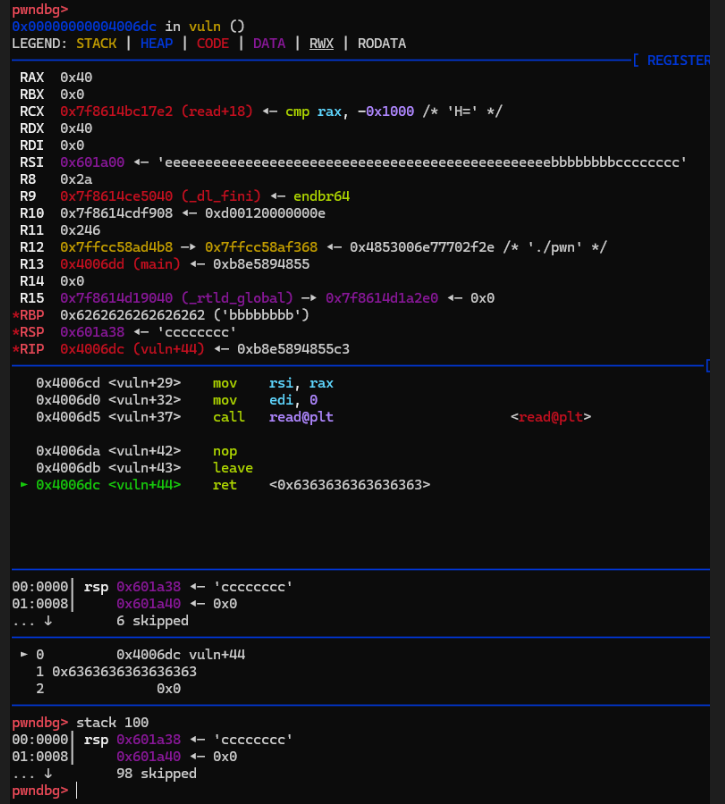 pwndbg>
0x00000000004006dc in vuln ()
LEGEND: STACK | HEAP | CODE | DATA | RWX | RODATA
[ REGISTER
RAX  0x40
RBX  0x0
RCX  0x7f8614bc17e2 (read+18) ◂— cmp rax, -0x1000 /* 'H=' */
RDX  0x40
RDI  0x0
RSI  0x601a00 ◂— 'eeeeeeeeeeeeeeeeeeeeeeeeeeeeeeeeeeeeeeeeeeeeeeeebbbbbbbbcccccccc'
R8   0x2a
R9   0x7f8614ce5040 (_dl_fini) ◂— endbr64
R10  0x7f8614cdf908 ◂— 0xd00120000000e
R11  0x246
R12  0x7ffcc58ad4b8 —▸ 0x7ffcc58af368 ◂— 0x4853006e77702f2e /* './pwn' */
R13  0x4006dd (main) ◂— 0xb8e5894855
R14  0x0
R15  0x7f8614d19040 (_rtld_global) —▸ 0x7f8614d1a2e0 ◂— 0x0
*RBP  0x6262626262626262 ('bbbbbbbb')
*RSP  0x601a38 ◂— 'cccccccc'
*RIP  0x4006dc (vuln+44) ◂— 0xb8e5894855c3
[
0x4006cd <vuln+29>    mov    rsi, rax
0x4006d0 <vuln+32>    mov    edi, 0
0x4006d5 <vuln+37>    call   read@plt                      <read@plt>
0x4006da <vuln+42>    nop
0x4006db <vuln+43>    leave
► 0x4006dc <vuln+44>    ret    <0x6363636363636363>
00:0000│ rsp 0x601a38 ◂— 'cccccccc'
01:0008│     0x601a40 ◂— 0x0
... ↓        6 skipped
► 0         0x4006dc vuln+44
1 0x6363636363636363
2              0x0
pwndbg> stack 100
00:0000│ rsp 0x601a38 ◂— 'cccccccc'
01:0008│     0x601a40 ◂— 0x0
... ↓        98 skipped
pwndbg>